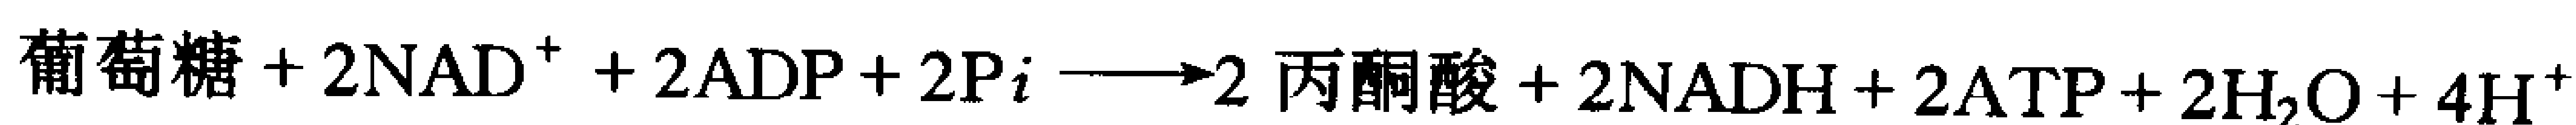 葡萄糖 + 2NAD⁺ + 2ADP + 2Pi ⟶ 2 丙酮酸 + 2NADH + 2ATP + 2H₂O + 4H⁺